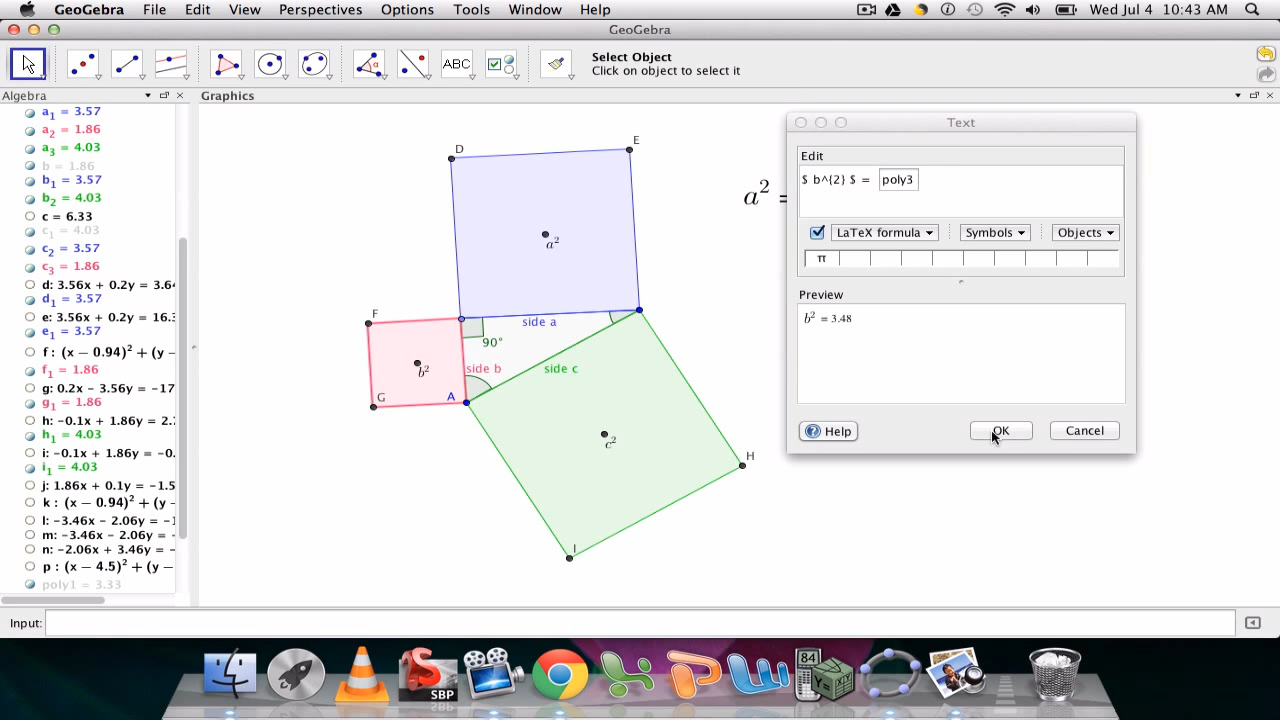 GeoGebra File Edit View Perspectives Options Tools Window Help Wed Jul 4 10:43 AM
GeoGebra
ABC
Select Object
Click on object to select it
Algebra
Graphics
a₁ = 3.57
a₂ = 1.86
a₃ = 4.03
b = 1.86
b₁ = 3.57
b₂ = 4.03
c = 6.33
c₁ = 4.03
c₂ = 3.57
c₃ = 1.86
d: 3.56x + 0.2y = 3.64
d₁ = 3.57
e: 3.56x + 0.2y = 16.3
e₁ = 3.57
f : (x − 0.94)² + (y −
f₁ = 1.86
g: 0.2x − 3.56y = −17
g₁ = 1.86
h: −0.1x + 1.86y = 2.
h₁ = 4.03
i: −0.1x + 1.86y = −0.
i₁ = 4.03
j: 1.86x + 0.1y = −1.5
k : (x − 0.94)² + (y −
l: −3.46x − 2.06y = −1
m: −3.46x − 2.06y = −
n: −2.06x + 3.46y = −
p : (x − 4.5)² + (y −
poly1 = 3.33
D
E
a²
a² =
F
side a
90°
b²
side b
side c
G
A
c²
H
I
Text
Edit
$ b^{2} $ = poly3
LaTeX formula
Symbols
Objects
π
Preview
b² = 3.48
Help
OK
Cancel
Input:
SBP
84
Y=